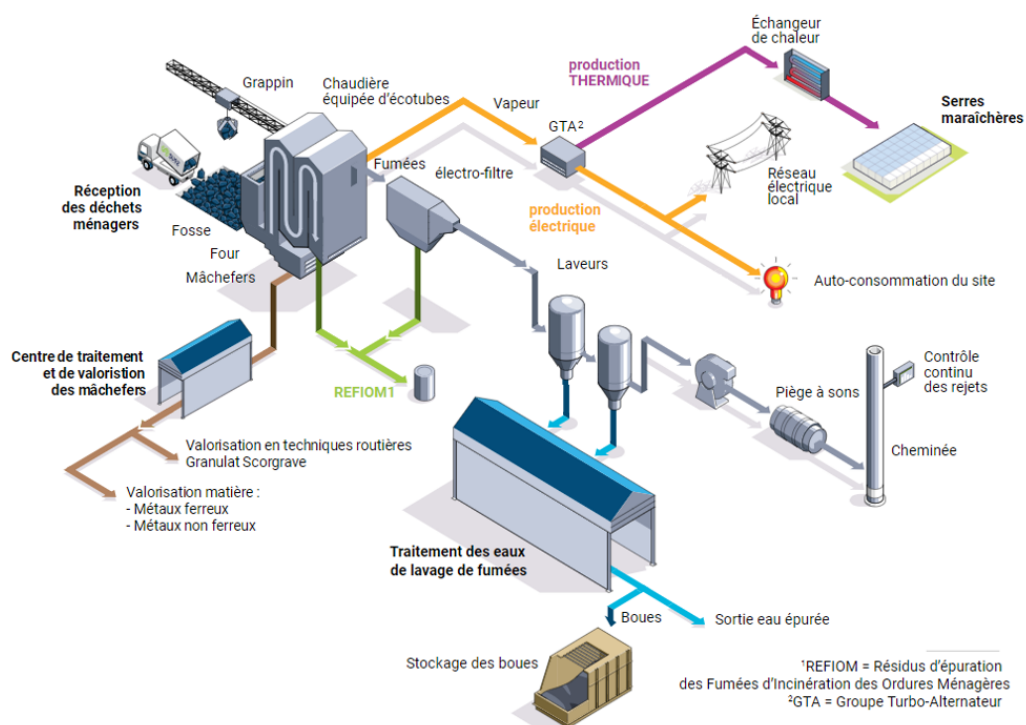 Échangeur
de chaleur
production
THERMIQUE
Grappin
Chaudière
équipée d'écotubes
Vapeur
GTA²
Serres
maraîchères
Fumées
électro-filtre
Réseau
électrique
local
Réception
des déchets
ménagers
production
électrique
Fosse
Four
Mâchefers
Laveurs
Auto-consommation du site
Centre de traitement
et de valoristion
des mâchefers
REFIOM1
Contrôle
continu
des rejets
Piège à sons
Cheminée
Valorisation en techniques routières
Granulat Scorgrave
Valorisation matière :
- Métaux ferreux
- Métaux non ferreux
Traitement des eaux
de lavage de fumées
Boues
Sortie eau épurée
Stockage des boues
¹REFIOM = Résidus d'épuration
des Fumées d'Incinération des Ordures Ménagères
²GTA = Groupe Turbo-Alternateur